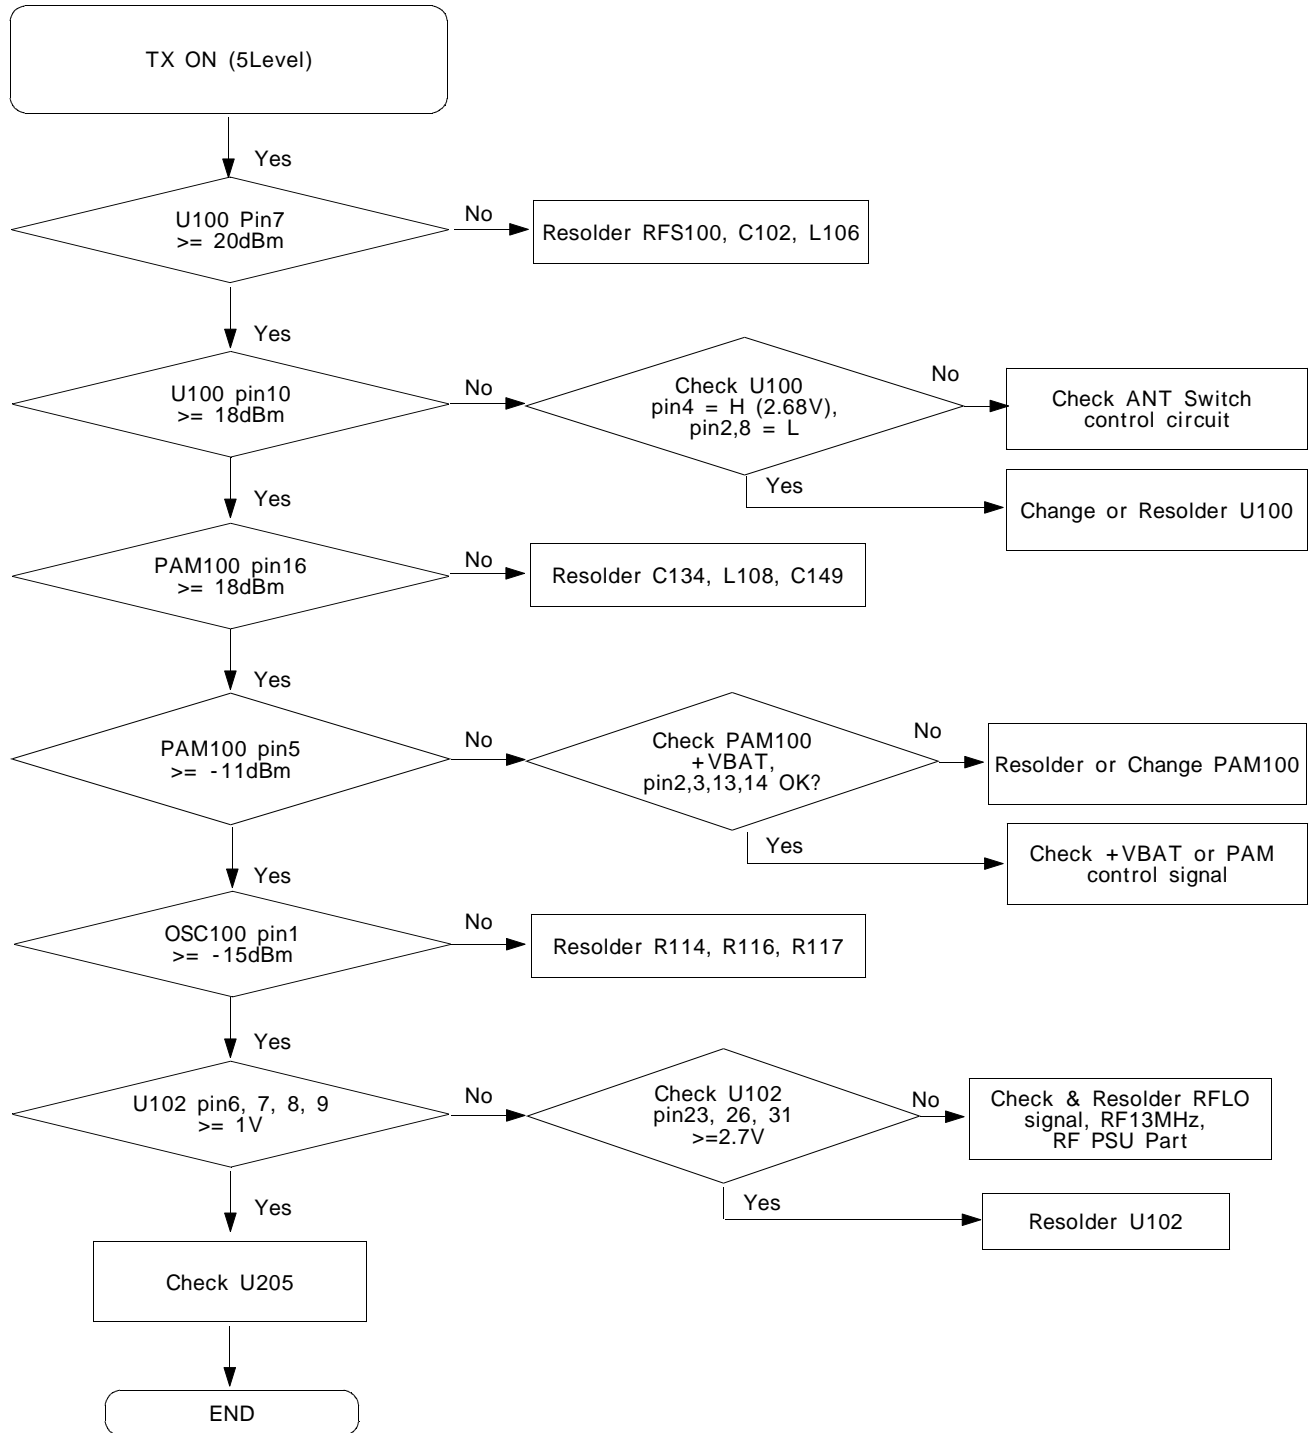 TX ON (5Level)
Yes
U100 Pin7
>= 20dBm
No
Resolder RFS100, C102, L106
Yes
U100 pin10
>= 18dBm
No
Check U100
pin4 = H (2.68V),
pin2,8 = L
No
Check ANT Switch
control circuit
Yes
Change or Resolder U100
Yes
PAM100 pin16
>= 18dBm
No
Resolder C134, L108, C149
Yes
PAM100 pin5
>= -11dBm
No
Check PAM100
+VBAT,
pin2,3,13,14 OK?
No
Resolder or Change PAM100
Yes
Check +VBAT or PAM
control signal
Yes
OSC100 pin1
>= -15dBm
No
Resolder R114, R116, R117
Yes
U102 pin6, 7, 8, 9
>= 1V
No
Check U102
pin23, 26, 31
>=2.7V
No
Check & Resolder RFLO
signal, RF13MHz,
RF PSU Part
Yes
Resolder U102
Yes
Check U205
END